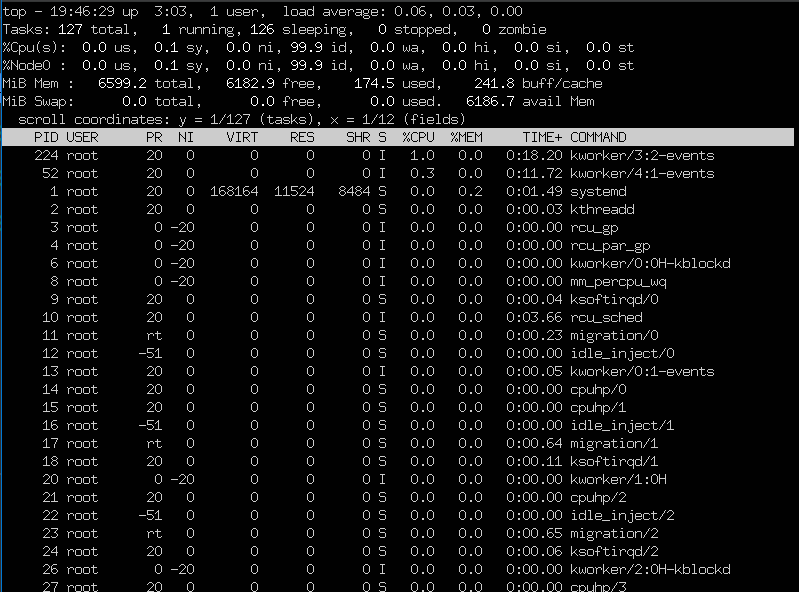 top - 19:46:29 up  3:03,  1 user,  load average: 0.06, 0.03, 0.00
Tasks: 127 total,   1 running, 126 sleeping,   0 stopped,   0 zombie
%Cpu(s):  0.0 us,  0.1 sy,  0.0 ni, 99.9 id,  0.0 wa,  0.0 hi,  0.0 si,  0.0 st
%Node0 :  0.0 us,  0.1 sy,  0.0 ni, 99.9 id,  0.0 wa,  0.0 hi,  0.0 si,  0.0 st
MiB Mem :   6599.2 total,   6182.9 free,    174.5 used,    241.8 buff/cache
MiB Swap:      0.0 total,      0.0 free,      0.0 used.   6186.7 avail Mem
  scroll coordinates: y = 1/127 (tasks), x = 1/12 (fields)
    PID USER      PR  NI    VIRT    RES    SHR S  %CPU  %MEM     TIME+ COMMAND
    224 root      20   0       0      0      0 I   1.0   0.0   0:18.20 kworker/3:2-events
     52 root      20   0       0      0      0 I   0.3   0.0   0:11.72 kworker/4:1-events
      1 root      20   0  168164  11524   8484 S   0.0   0.2   0:01.49 systemd
      2 root      20   0       0      0      0 S   0.0   0.0   0:00.03 kthreadd
      3 root       0 -20       0      0      0 I   0.0   0.0   0:00.00 rcu_gp
      4 root       0 -20       0      0      0 I   0.0   0.0   0:00.00 rcu_par_gp
      6 root       0 -20       0      0      0 I   0.0   0.0   0:00.00 kworker/0:0H-kblockd
      8 root       0 -20       0      0      0 I   0.0   0.0   0:00.00 mm_percpu_wq
      9 root      20   0       0      0      0 S   0.0   0.0   0:00.04 ksoftirqd/0
     10 root      20   0       0      0      0 I   0.0   0.0   0:03.66 rcu_sched
     11 root      rt   0       0      0      0 S   0.0   0.0   0:00.23 migration/0
     12 root     -51   0       0      0      0 S   0.0   0.0   0:00.00 idle_inject/0
     13 root      20   0       0      0      0 I   0.0   0.0   0:00.05 kworker/0:1-events
     14 root      20   0       0      0      0 S   0.0   0.0   0:00.00 cpuhp/0
     15 root      20   0       0      0      0 S   0.0   0.0   0:00.00 cpuhp/1
     16 root     -51   0       0      0      0 S   0.0   0.0   0:00.00 idle_inject/1
     17 root      rt   0       0      0      0 S   0.0   0.0   0:00.64 migration/1
     18 root      20   0       0      0      0 S   0.0   0.0   0:00.11 ksoftirqd/1
     20 root       0 -20       0      0      0 I   0.0   0.0   0:00.00 kworker/1:0H
     21 root      20   0       0      0      0 S   0.0   0.0   0:00.00 cpuhp/2
     22 root     -51   0       0      0      0 S   0.0   0.0   0:00.00 idle_inject/2
     23 root      rt   0       0      0      0 S   0.0   0.0   0:00.65 migration/2
     24 root      20   0       0      0      0 S   0.0   0.0   0:00.06 ksoftirqd/2
     26 root       0 -20       0      0      0 I   0.0   0.0   0:00.00 kworker/2:0H-kblockd
     27 root      20   0       0      0      0 S   0.0   0.0   0:00.00 cpuhp/3